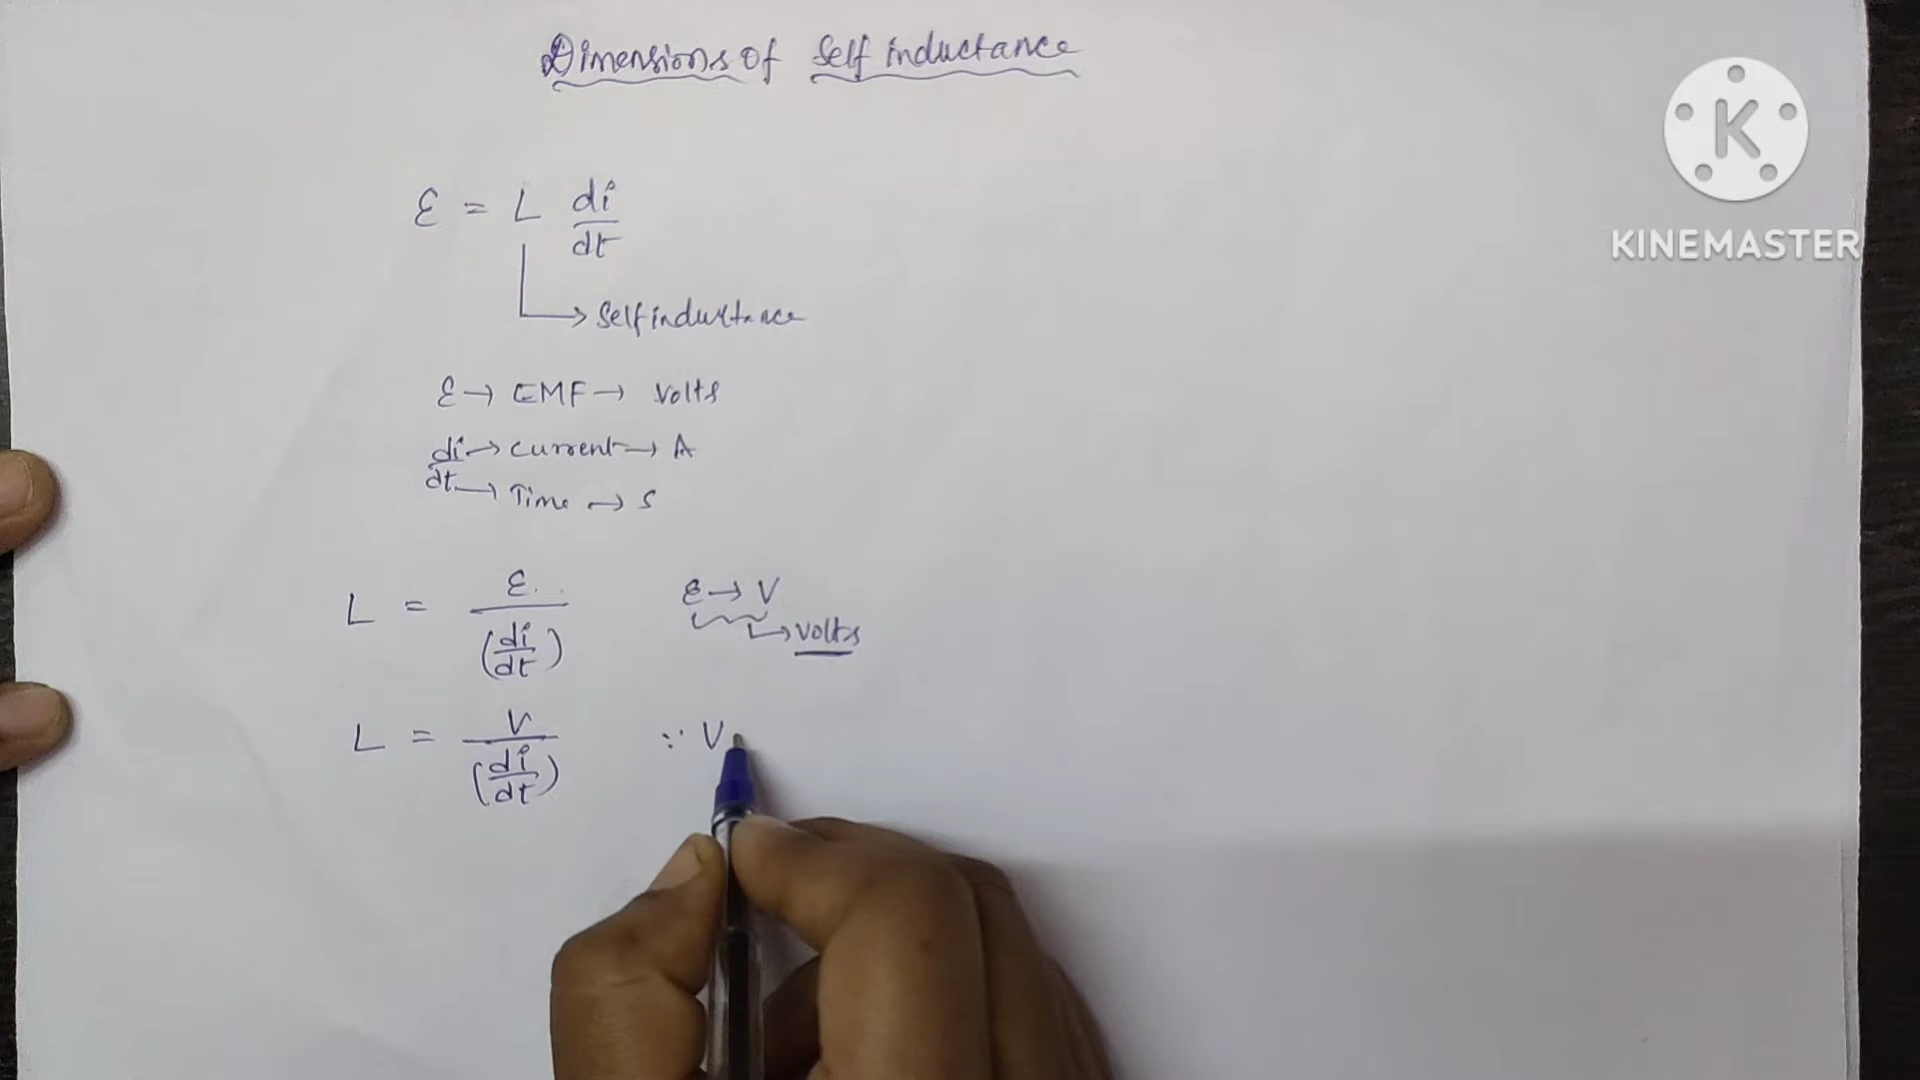 Dimensions of Self inductance
K
KINEMASTER
ε = L di/dt
→ Self inductance
ε → EMF → Volts
di → current → A
dt → Time → S
L = ε.. / (di/dt)
ε → V
→ volts
L = V / (di/dt)
∵ V